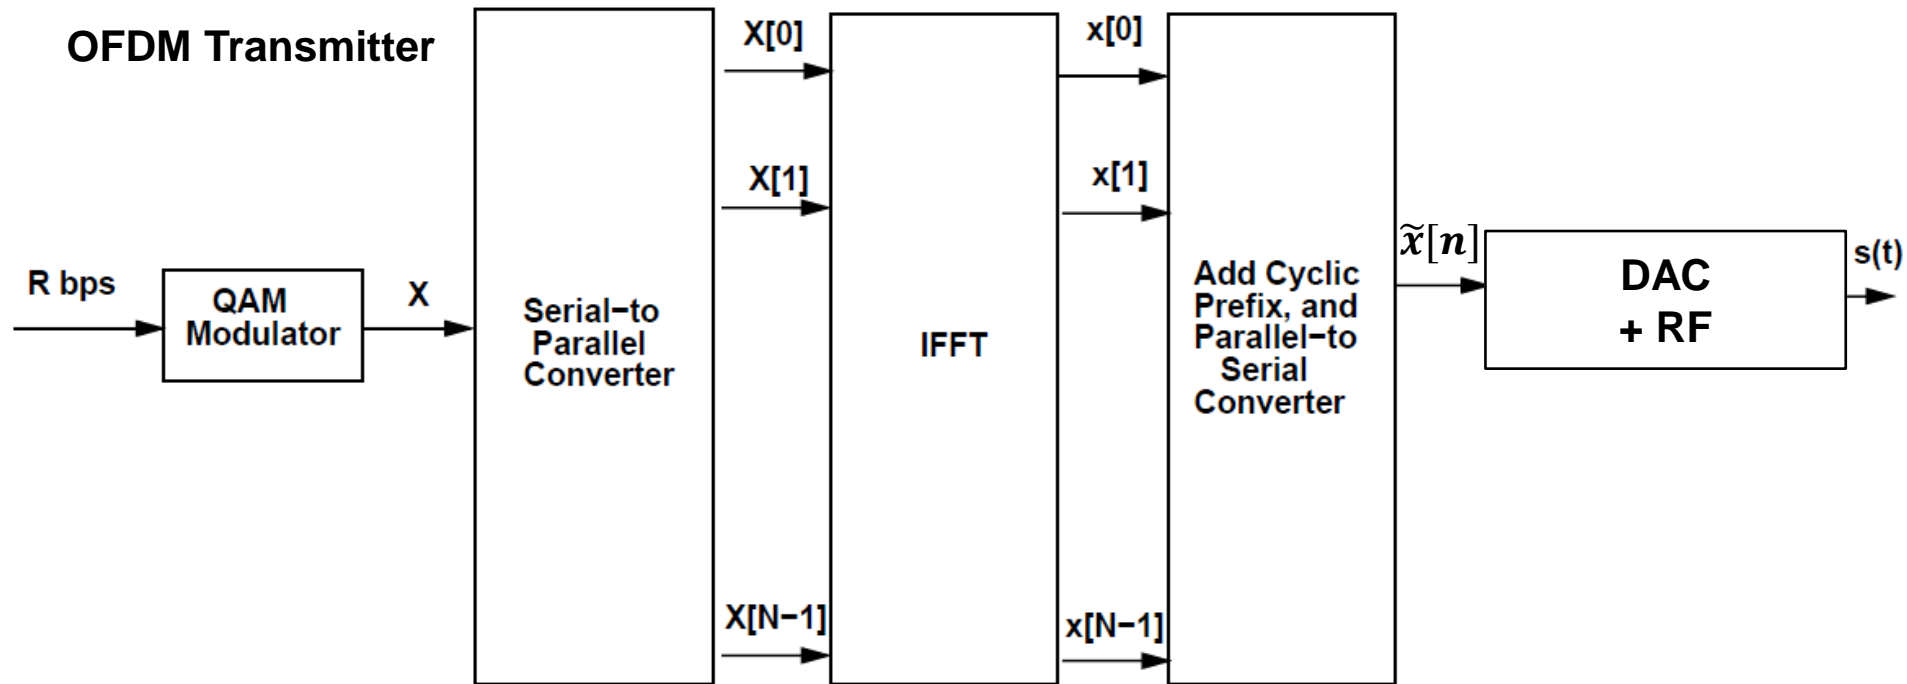 OFDM Transmitter
R bps
QAM
Modulator
X
Serial−to
Parallel
Converter
X[0]
X[1]
X[N−1]
IFFT
x[0]
x[1]
x[N−1]
Add Cyclic
Prefix, and
Parallel−to
Serial
Converter
x̃[n]
DAC
+ RF
s(t)